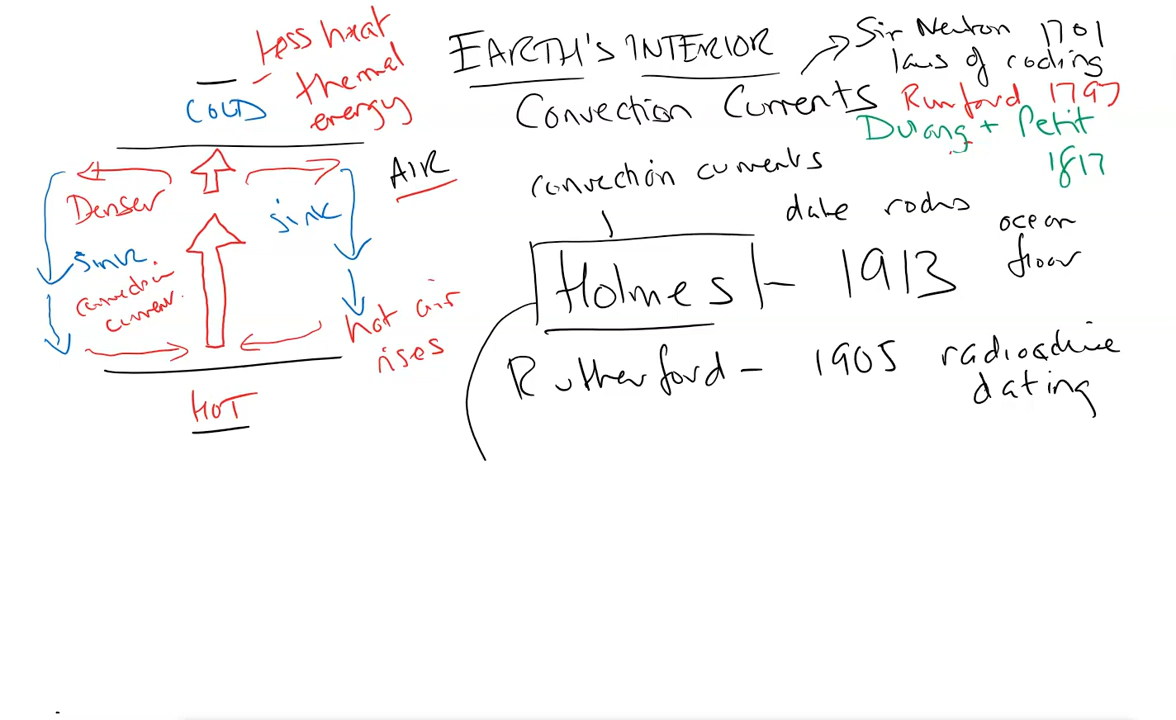 Less heat
thermal
energy
COLD
EARTH'S INTERIOR
Convection Currents
Sir Newton 1701
laws of cooling
Rumford 1797
Dulong + Petit
1817
AIR
Denser
sink
sink.
convection
current.
hot air
rises
HOT
convection currents
date rocks
ocean
floor
Holmes - 1913
Rutherford - 1905 radioactive
dating